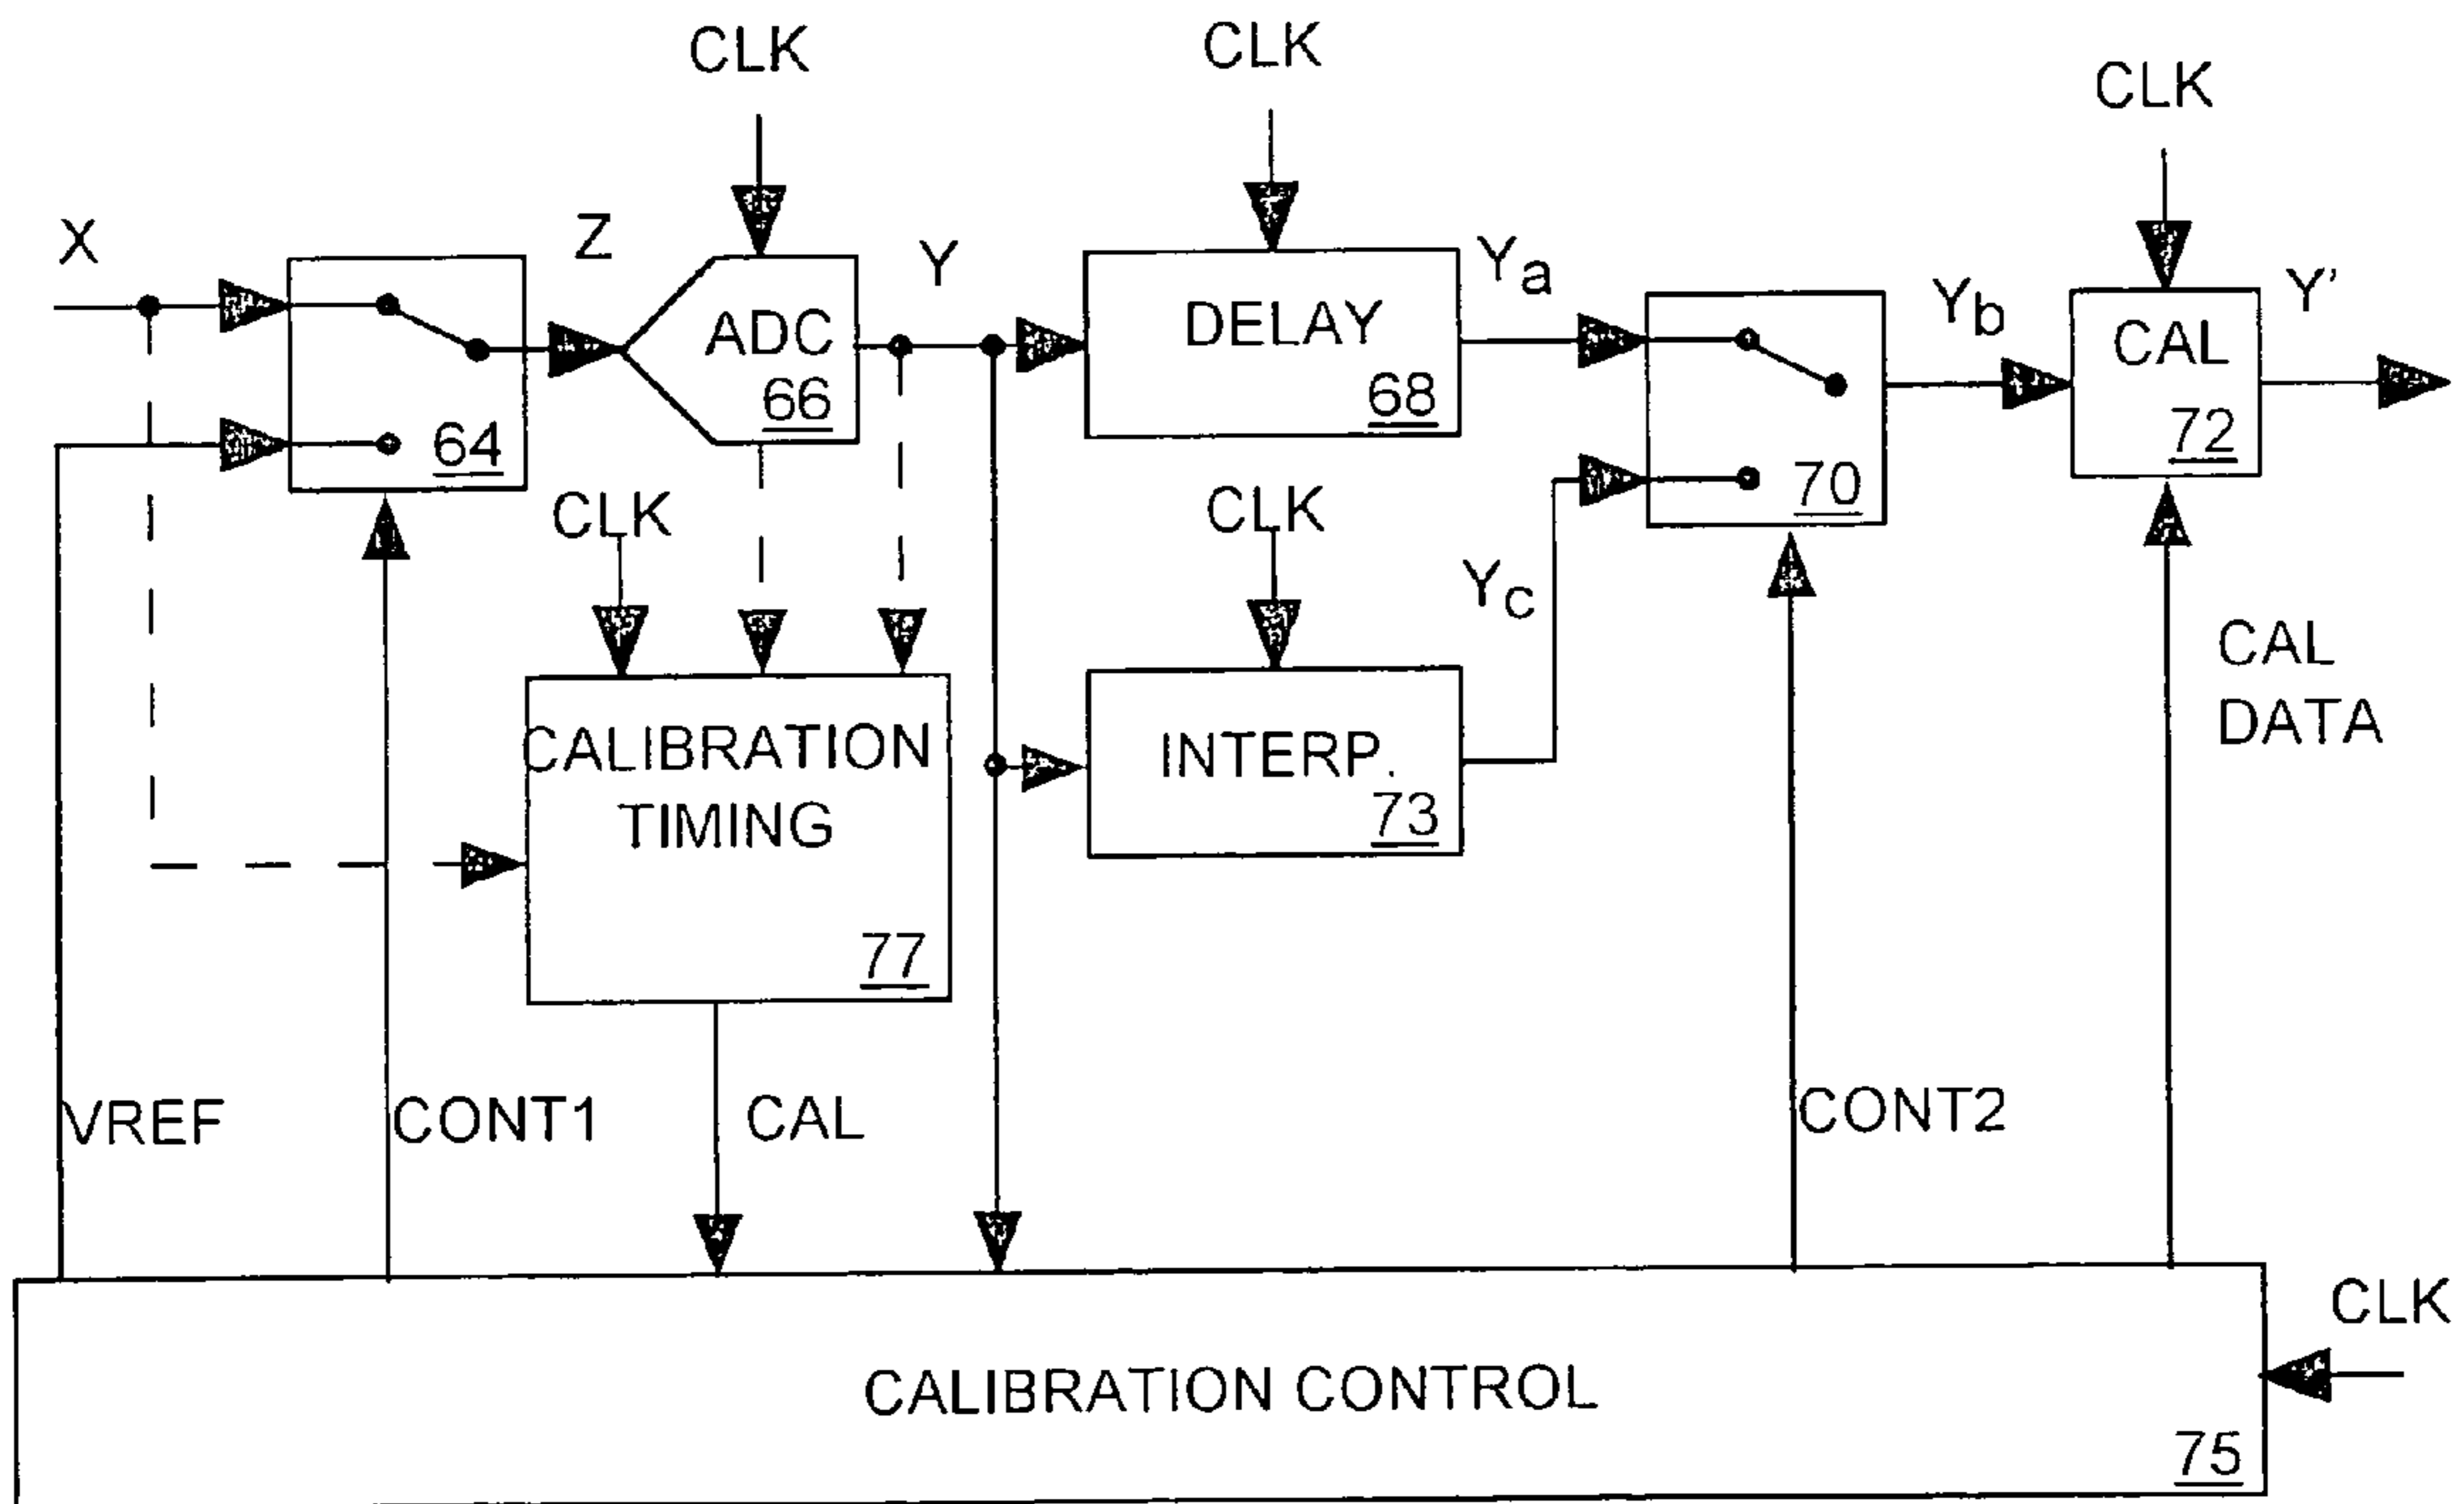 CLK
CLK
CLK
X
Z
Y
Ya
Yb
Y'
ADC
66
DELAY
68
CAL
72
64
70
CLK
CLK
Yc
CAL
DATA
CALIBRATION
TIMING
77
INTERP.
73
VREF
CONT1
CAL
CONT2
CLK
CALIBRATION CONTROL
75